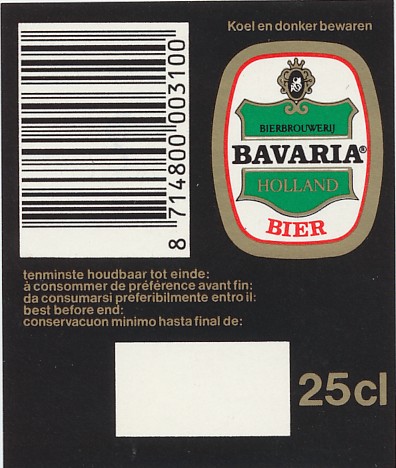 Koel en donker bewaren
8 714800 003100
BIERBROUWERIJ
BAVARIA®
HOLLAND
BIER
tenminste houdbaar tot einde:
à consommer de préférence avant fin:
da consumarsi preferibilmente entro il:
best before end:
conservacuon minimo hasta final de:
25cl